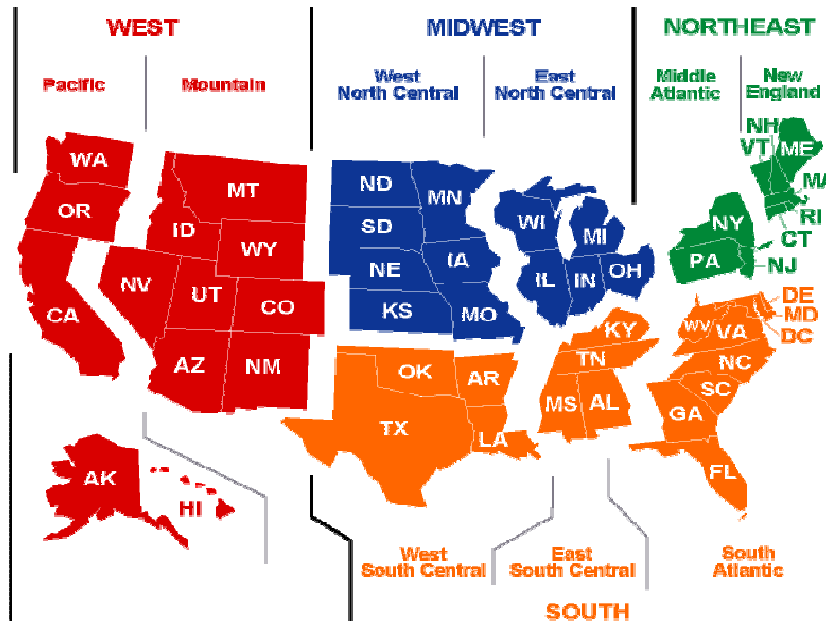 WEST
MIDWEST
NORTHEAST
Pacific
Mountain
West
North Central
East
North Central
Middle
Atlantic
New
England
WA
OR
CA
NV
ID
MT
WY
UT
CO
AZ
NM
AK
HI
ND
SD
NE
KS
MN
IA
MO
WI
MI
IL
IN
OH
NH
VT
ME
MA
RI
CT
NY
PA
NJ
OK
TX
AR
LA
KY
TN
MS
AL
WV
VA
DE
MD
DC
NC
SC
GA
FL
West
South Central
East
South Central
South
Atlantic
SOUTH